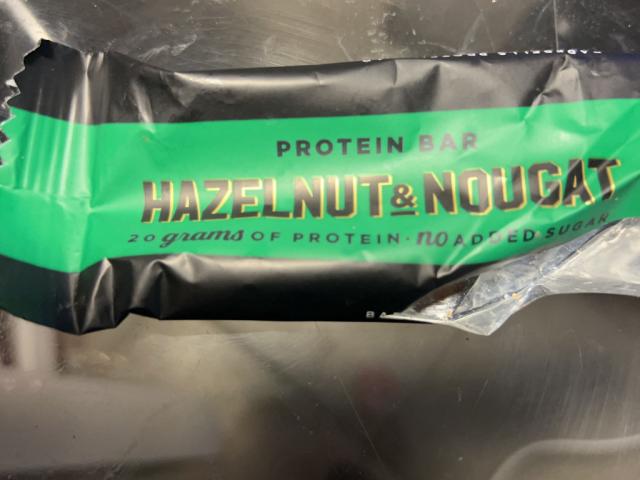 PROTEIN BAR
HAZELNUT & NOUGAT
20 grams OF PROTEIN · no ADDED SUGAR